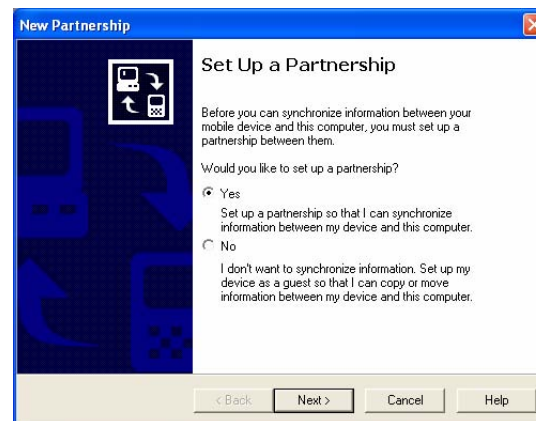 New Partnership
Set Up a Partnership
Before you can synchronize information between your
mobile device and this computer, you must set up a
partnership between them.
Would you like to set up a partnership?
Yes
Set up a partnership so that I can synchronize
information between my device and this computer.
No
I don't want to synchronize information. Set up my
device as a guest so that I can copy or move
information between my device and this computer.
< Back
Next >
Cancel
Help